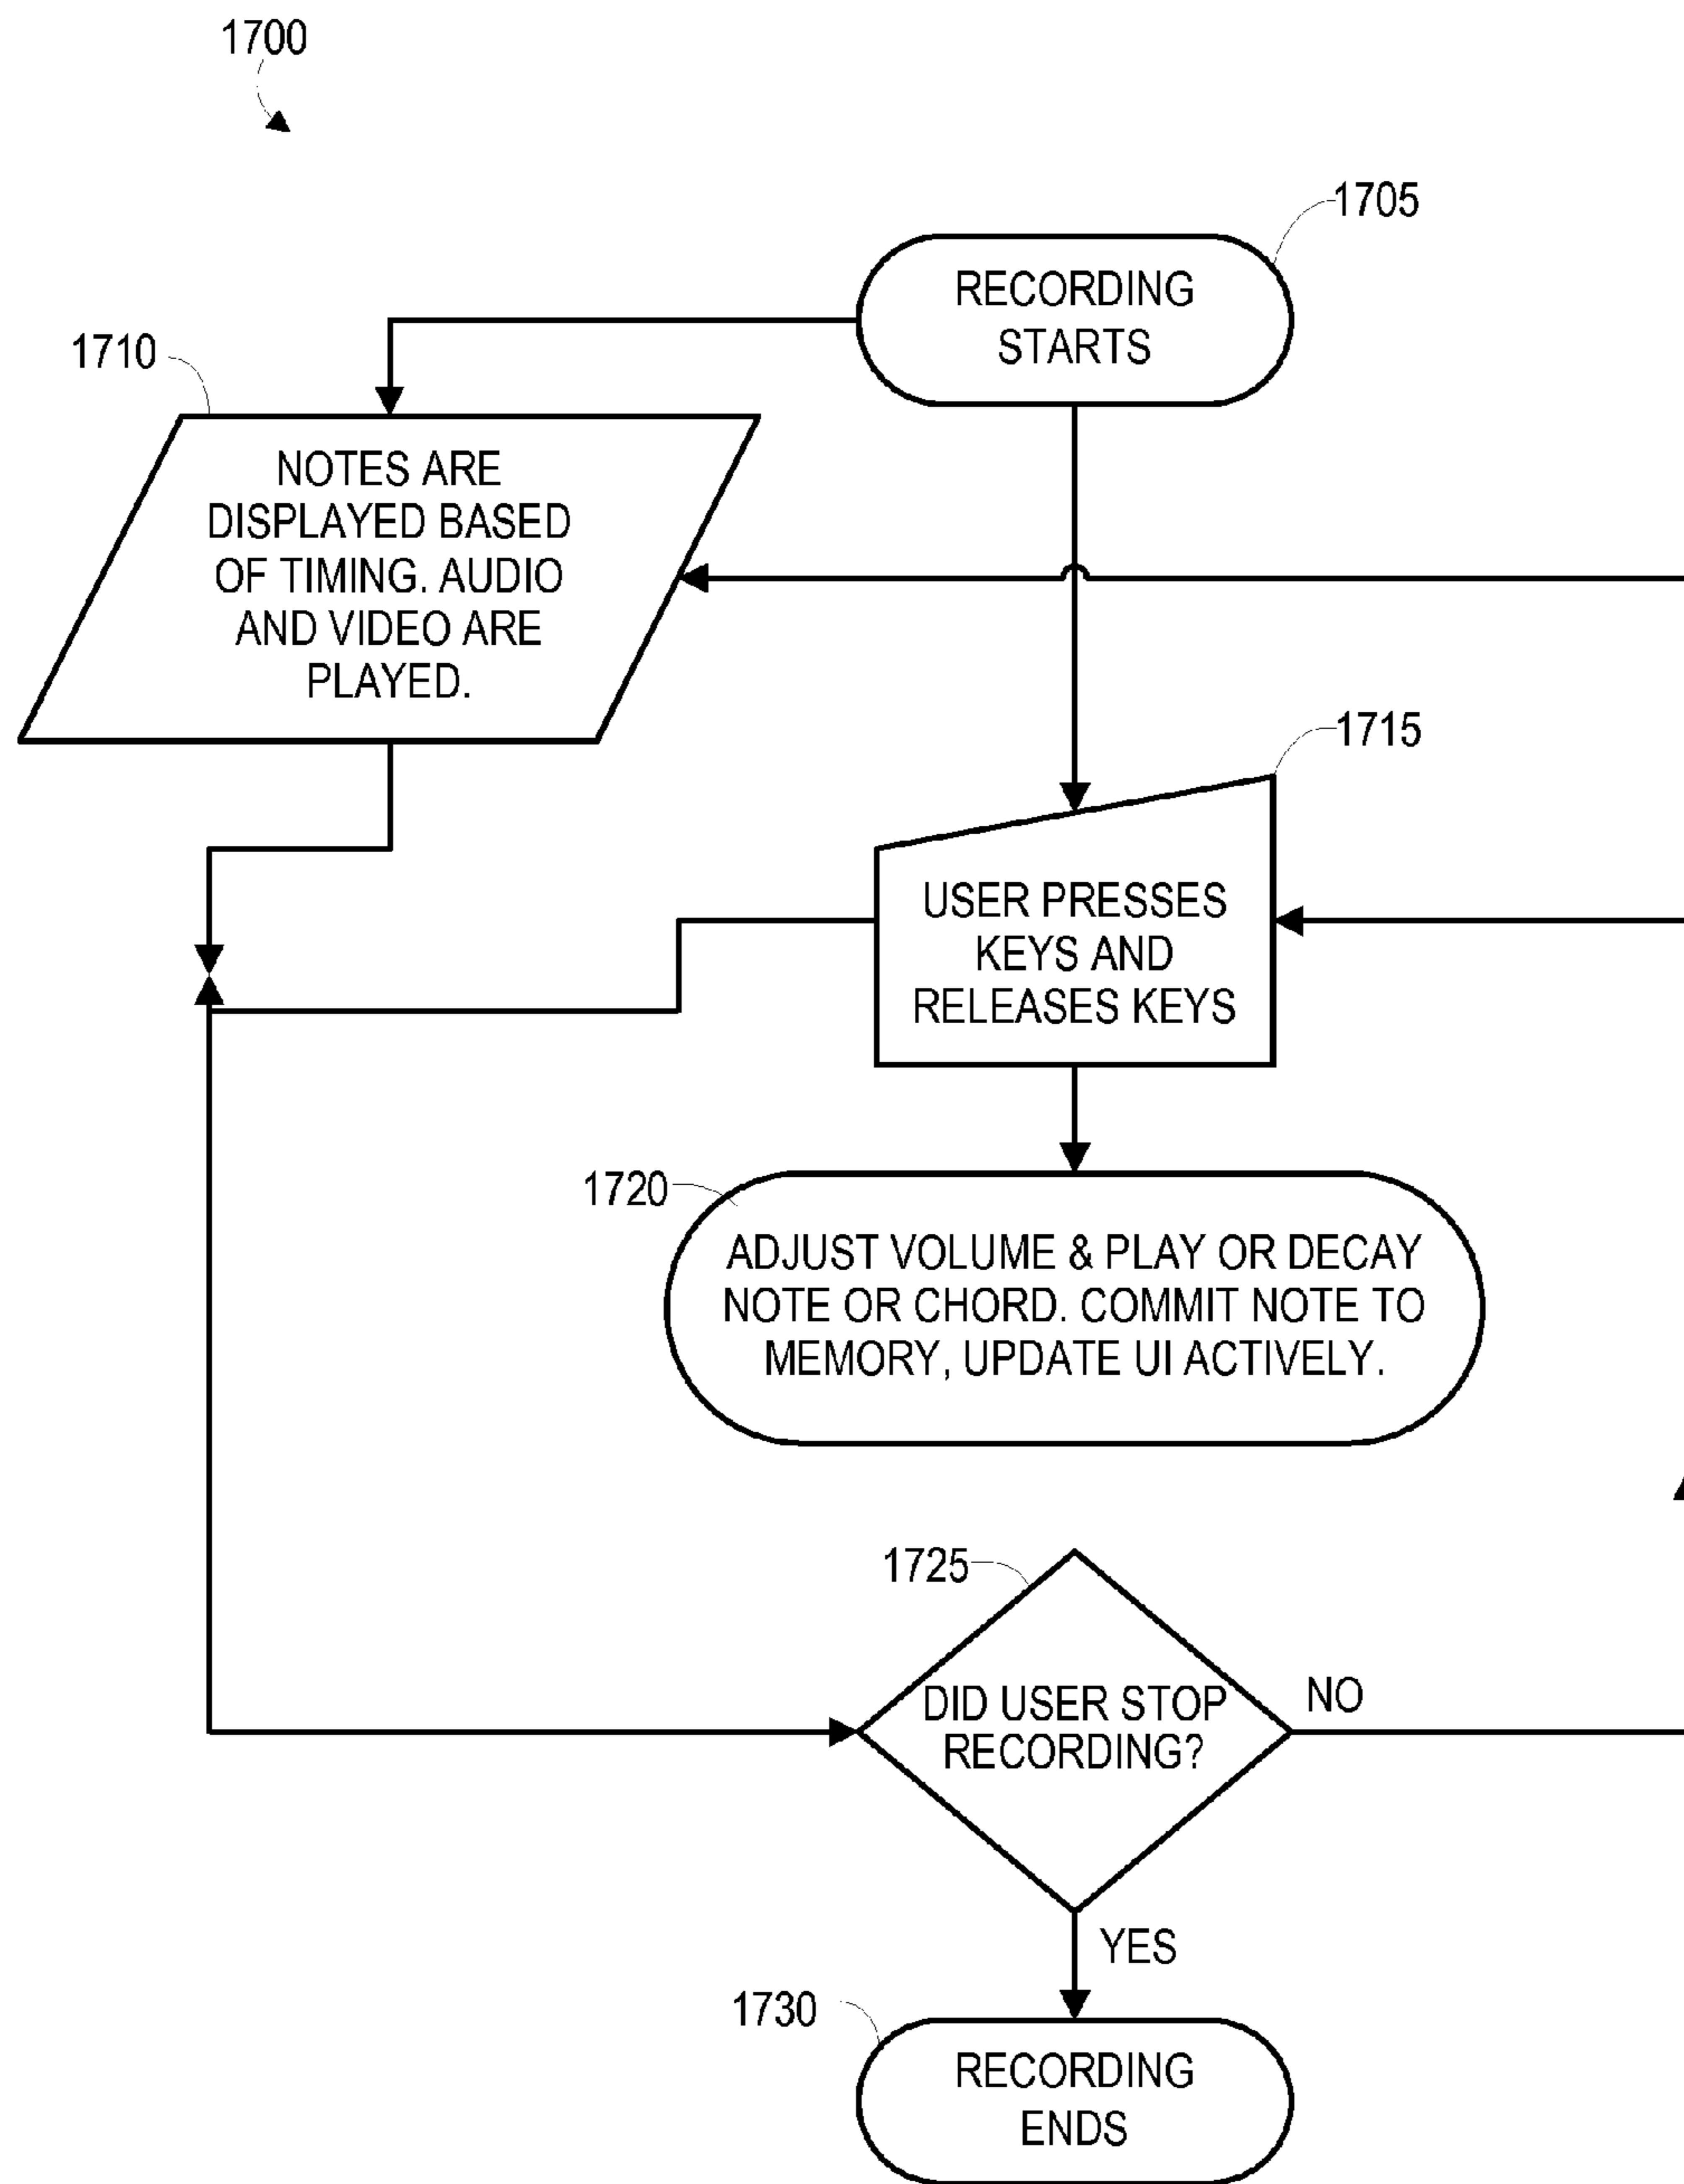 1700
1705
RECORDING
STARTS
1710
NOTES ARE
DISPLAYED BASED
OF TIMING. AUDIO
AND VIDEO ARE
PLAYED.
1715
USER PRESSES
KEYS AND
RELEASES KEYS
1720
ADJUST VOLUME & PLAY OR DECAY
NOTE OR CHORD. COMMIT NOTE TO
MEMORY, UPDATE UI ACTIVELY.
1725
DID USER STOP
RECORDING?
NO
YES
1730
RECORDING
ENDS